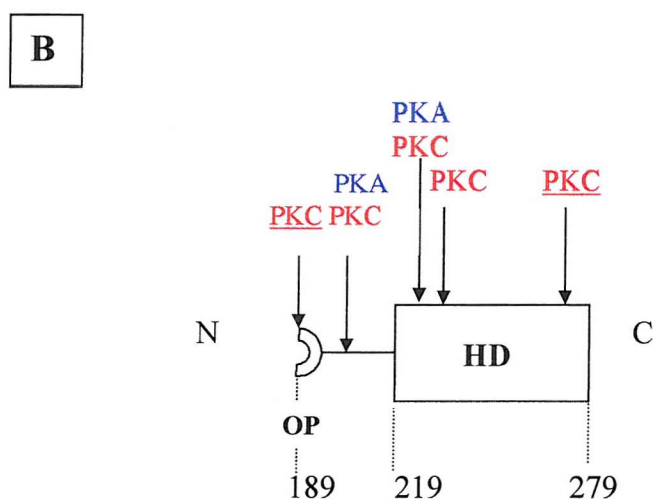 B
PKA
PKC
PKA PKC PKC
PKC PKC
N HD C
OP
189 219 279